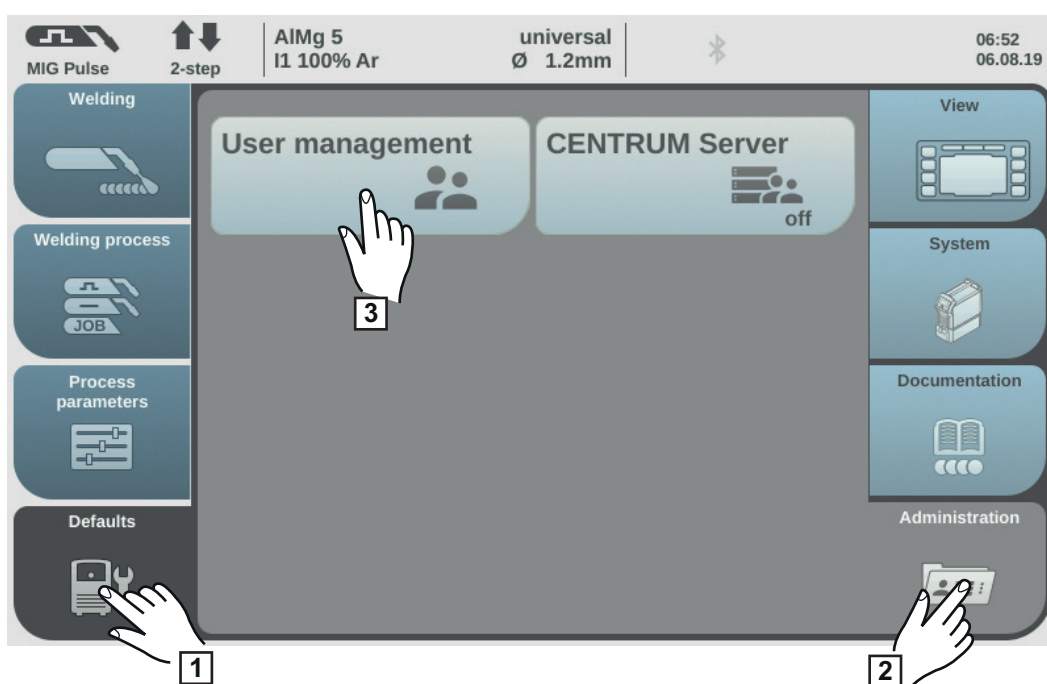 MIG Pulse
2-step
AlMg 5
I1 100% Ar
universal
Ø 1.2mm
06:52
06.08.19
Welding
Welding process
JOB
Process
parameters
Defaults
1
User management
3
CENTRUM Server
off
View
System
Documentation
Administration
2